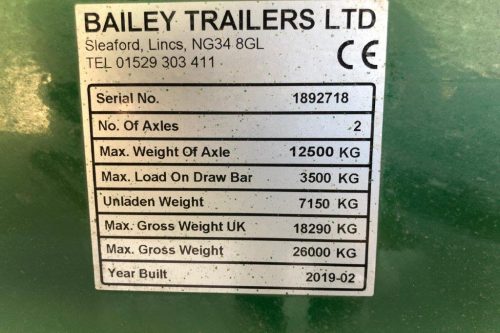 BAILEY TRAILERS LTD
Sleaford, Lincs, NG34 8GL
TEL 01529 303 411 CE
Serial No. 1892718
No. Of Axles 2
Max. Weight Of Axle 12500 KG
Max. Load On Draw Bar 3500 KG
Unladen Weight 7150 KG
Max. Gross Weight UK 18290 KG
Max. Gross Weight 26000 KG
Year Built 2019-02